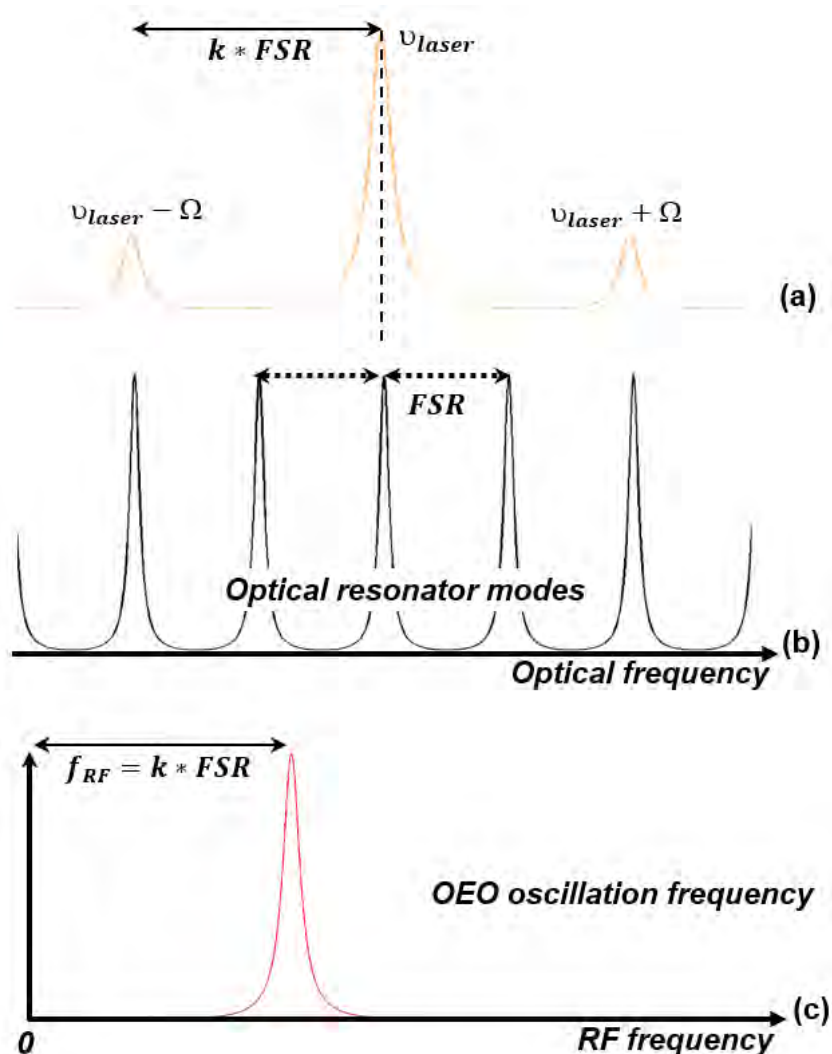 k * FSR
υlaser
υlaser − Ω
υlaser + Ω
(a)
FSR
Optical resonator modes
(b)
Optical frequency
fRF = k * FSR
OEO oscillation frequency
(c)
0
RF frequency